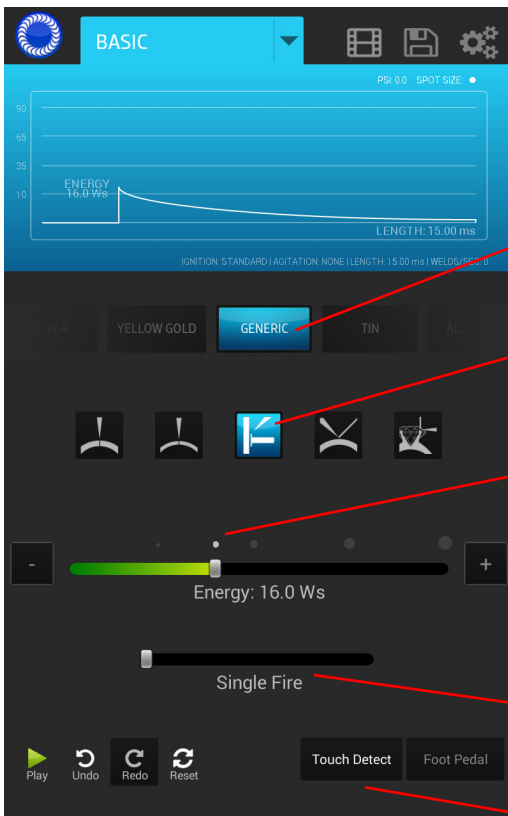 BASIC
PSI: 0.0 SPOT SIZE:
90
65
35
10
ENERGY
16.0 Ws
LENGTH: 15.00 ms
IGNITION: STANDARD | AGITATION: NONE | LENGTH: 15.00 ms | WELDS/SEC: 0
VER YELLOW GOLD GENERIC TIN ALU
- +
Energy: 16.0 Ws
Single Fire
Play Undo Redo Reset Touch Detect Foot Pedal